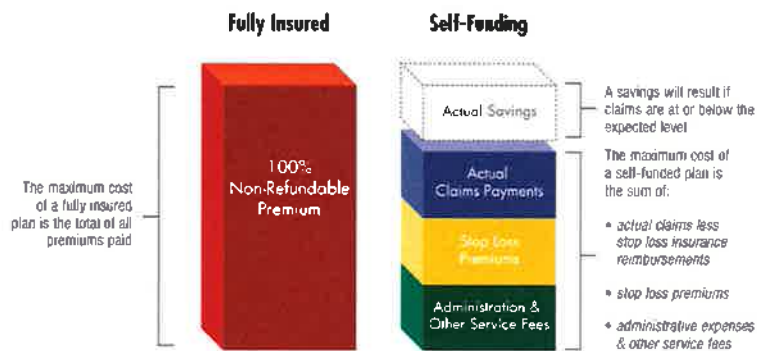 Fully Insured
Self-Funding
The maximum cost
of a fully insured
plan is the total of all
premiums paid
100%
Non-Refundable
Premium
Actual Savings
Actual
Claims Payments
Stop Loss
Premiums
Administration &
Other Service Fees
A savings will result if
claims are at or below the
expected level
The maximum cost of
a self-funded plan is
the sum of:
• actual claims less
stop loss insurance
reimbursements
• stop loss premiums
• administrative expenses
& other service fees